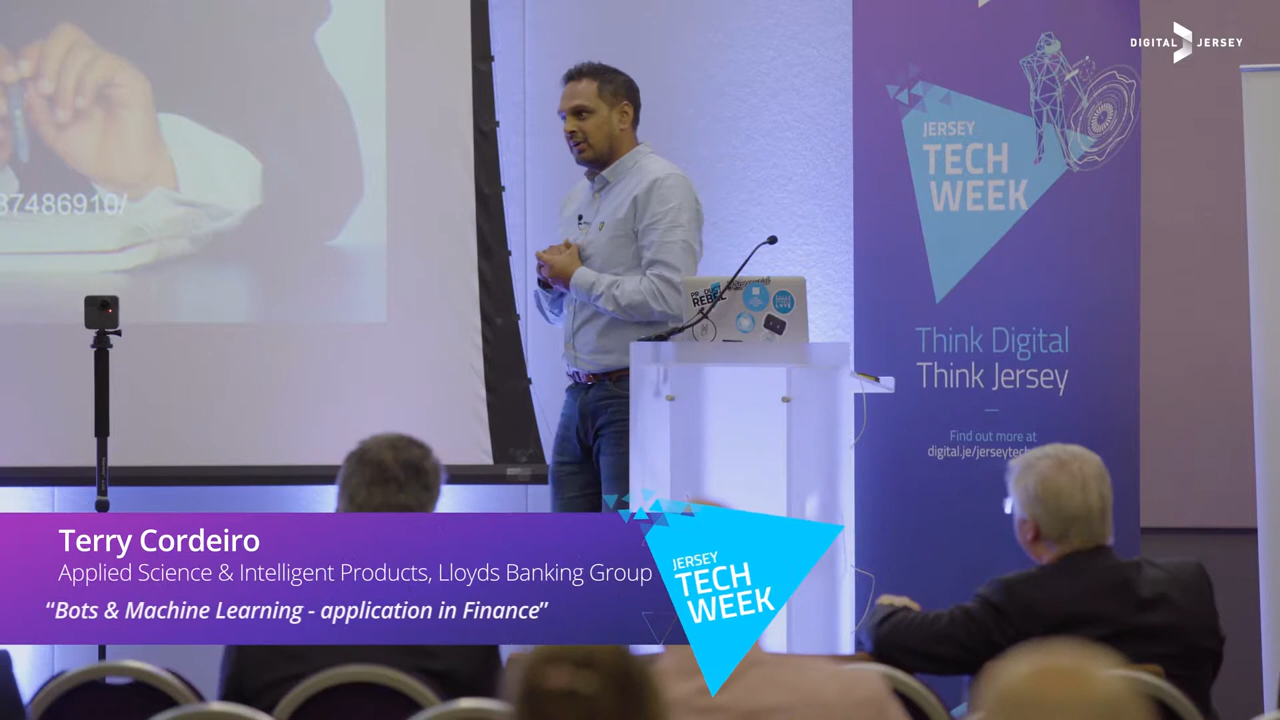 DIGITAL JERSEY
87486910/
JERSEY
TECH
WEEK
REBEL
Think Digital
Think Jersey
Find out more at
digital.je/jerseytech
Terry Cordeiro
Applied Science & Intelligent Products, Lloyds Banking Group
“Bots & Machine Learning - application in Finance”
JERSEY
TECH
WEEK